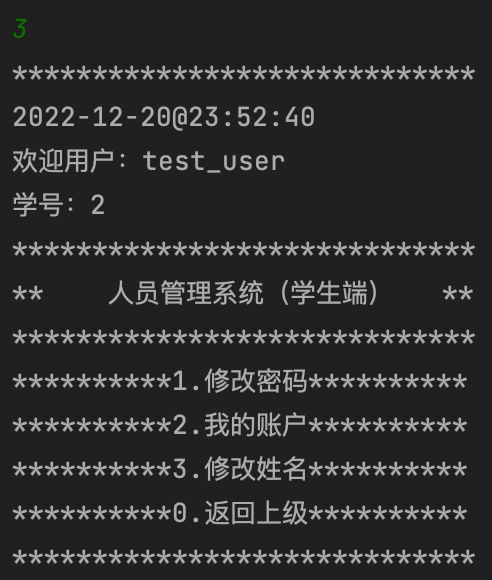 3
*****************************
2022-12-20@23:52:40
欢迎用户：test_user
学号：2
*****************************
**    人员管理系统（学生端）    **
*****************************
**********1.修改密码**********
**********2.我的账户**********
**********3.修改姓名**********
**********0.返回上级**********
*****************************